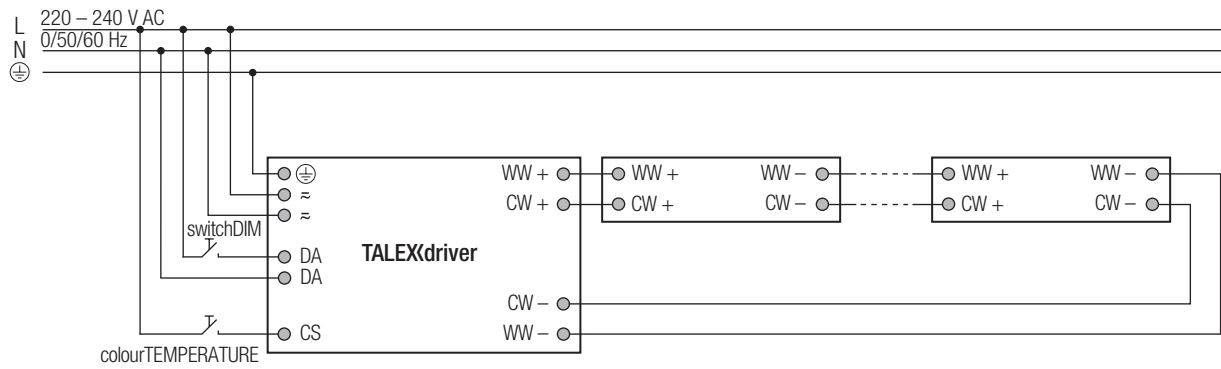 L 220 – 240 V AC
N 0/50/60 Hz
WW + WW + WW – WW + WW –
≂ CW + CW + CW – CW + CW –
≂
switchDIM
DA TALEXXdriver
DA
CW –
CS WW –
colourTEMPERATURE